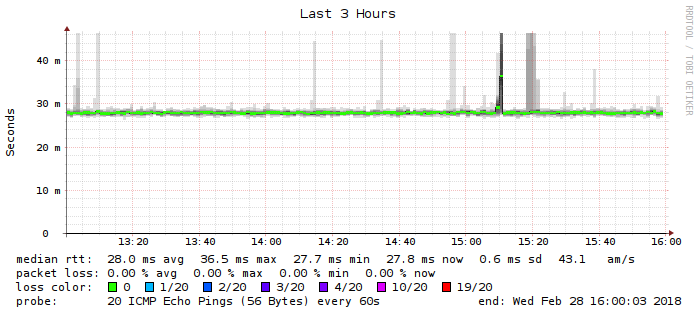 Last 3 Hours
RRDTOOL / TOBI OETIKER
Seconds
40 m
30 m
20 m
10 m
0
13:20 13:40 14:00 14:20 14:40 15:00 15:20 15:40 16:00
median rtt: 28.0 ms avg 36.5 ms max 27.7 ms min 27.8 ms now 0.6 ms sd 43.1 am/s
packet loss: 0.00 % avg 0.00 % max 0.00 % min 0.00 % now
loss color: 0 1/20 2/20 3/20 4/20 10/20 19/20
probe: 20 ICMP Echo Pings (56 Bytes) every 60s end: Wed Feb 28 16:00:03 2018